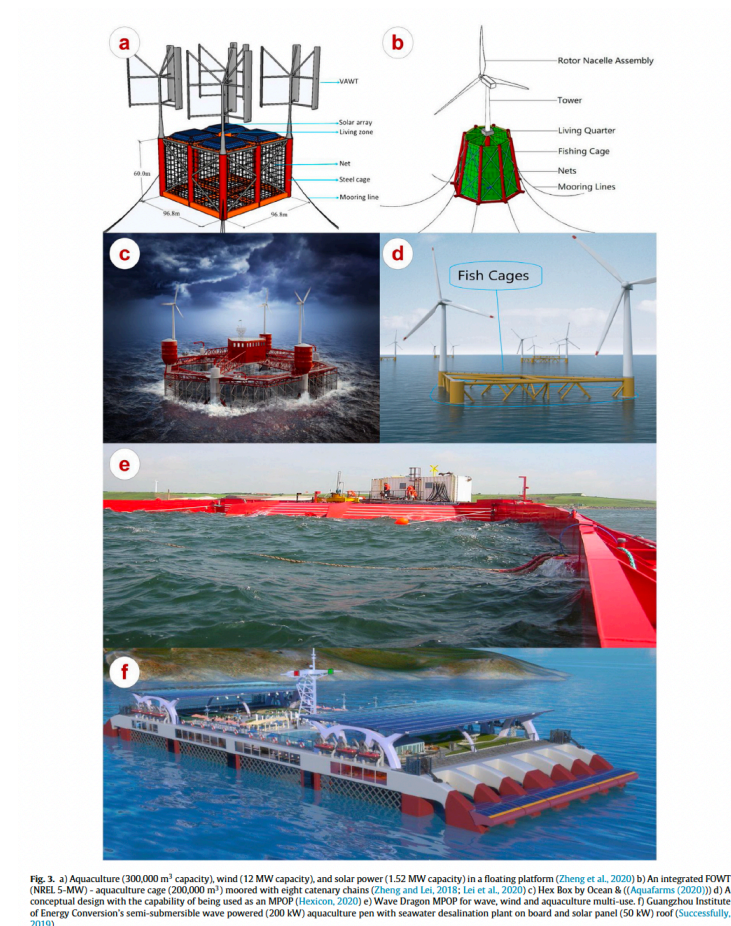 a
b
VAWT
Solar array
Living zone
Net
Steel cage
Mooring line
60.0m
96.8m
96.8m
Rotor Nacelle Assembly
Tower
Living Quarter
Fishing Cage
Nets
Mooring Lines
c
d
Fish Cages
e
f
Fig. 3. a) Aquaculture (300,000 m³ capacity), wind (12 MW capacity), and solar power (1.52 MW capacity) in a floating platform (Zheng et al., 2020) b) An integrated FOWT
(NREL 5-MW) - aquaculture cage (200,000 m³) moored with eight catenary chains (Zheng and Lei, 2018; Lei et al., 2020) c) Hex Box by Ocean & ((Aquafarms (2020))) d) A
conceptual design with the capability of being used as an MPOP (Hexicon, 2020) e) Wave Dragon MPOP for wave, wind and aquaculture multi-use. f) Guangzhou Institute
of Energy Conversion's semi-submersible wave powered (200 kW) aquaculture pen with seawater desalination plant on board and solar panel (50 kW) roof (Successfully,
2019)